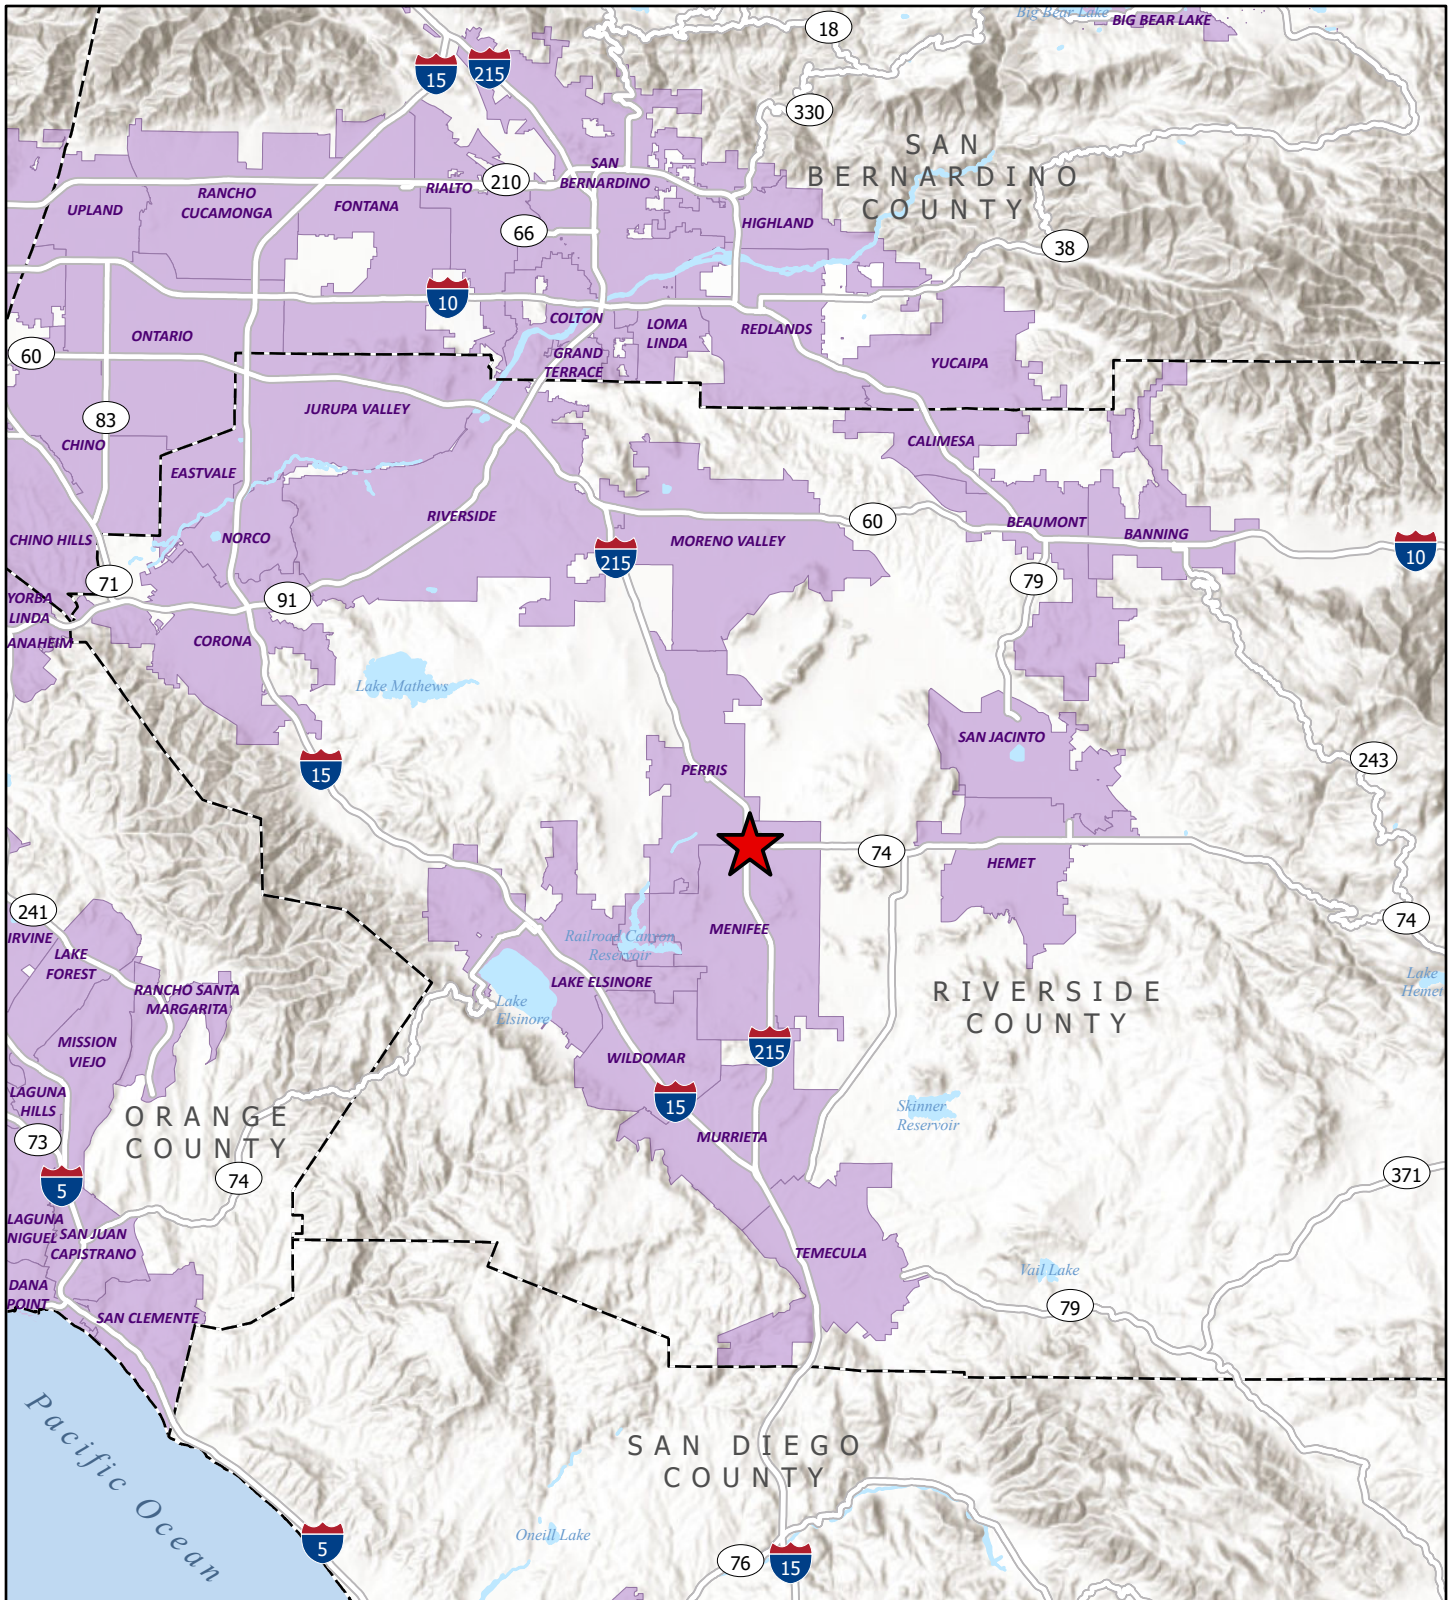 Big Bear Lake
BIG BEAR LAKE
18
15
215
330
SAN
BERNARDINO
COUNTY
SAN
BERNARDINO
RIALTO
210
RANCHO
CUCAMONGA
FONTANA
UPLAND
66
HIGHLAND
38
10
ONTARIO
COLTON
LOMA
LINDA
REDLANDS
GRAND
TERRACE
YUCAIPA
60
JURUPA VALLEY
83
CHINO
EASTVALE
CALIMESA
RIVERSIDE
60
BEAUMONT
BANNING
CHINO HILLS
NORCO
MORENO VALLEY
215
10
71
79
91
YORBA
LINDA
ANAHEIM
CORONA
Lake Mathews
SAN JACINTO
15
PERRIS
243
74
HEMET
241
IRVINE
LAKE
FOREST
MENIFEE
74
Railroad Canyon
Reservoir
LAKE ELSINORE
Lake
Elsinore
Lake
Hemet
RANCHO SANTA
MARGARITA
RIVERSIDE
COUNTY
MISSION
VIEJO
215
WILDOMAR
15
LAGUNA
HILLS
ORANGE
COUNTY
Skinner
Reservoir
73
MURRIETA
74
5
371
LAGUNA
NIGUEL
SAN JUAN
CAPISTRANO
TEMECULA
Vail Lake
DANA
POINT
79
SAN CLEMENTE
Pacific Ocean
SAN DIEGO
COUNTY
Oneill Lake
5
76
15